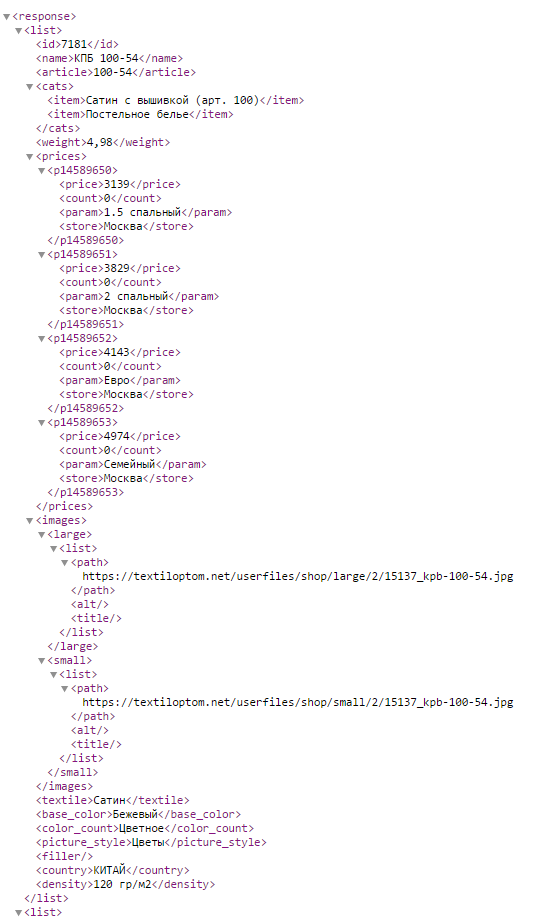 <response>
<list>
<id>7181</id>
<name>КПБ 100-54</name>
<article>100-54</article>
<cats>
<item>Сатин с вышивкой (арт. 100)</item>
<item>Постельное белье</item>
</cats>
<weight>4,98</weight>
<prices>
<p14589650>
<price>3139</price>
<count>0</count>
<param>1.5 спальный</param>
<store>Москва</store>
</p14589650>
<p14589651>
<price>3829</price>
<count>0</count>
<param>2 спальный</param>
<store>Москва</store>
</p14589651>
<p14589652>
<price>4143</price>
<count>0</count>
<param>Евро</param>
<store>Москва</store>
</p14589652>
<p14589653>
<price>4974</price>
<count>0</count>
<param>Семейный</param>
<store>Москва</store>
</p14589653>
</prices>
<images>
<large>
<list>
<path>
https://textiloptom.net/userfiles/shop/large/2/15137_kpb-100-54.jpg
</path>
<alt/>
<title/>
</list>
</large>
<small>
<list>
<path>
https://textiloptom.net/userfiles/shop/small/2/15137_kpb-100-54.jpg
</path>
<alt/>
<title/>
</list>
</small>
</images>
<textile>Сатин</textile>
<base_color>Бежевый</base_color>
<color_count>Цветное</color_count>
<picture_style>Цветы</picture_style>
<filler/>
<country>КИТАЙ</country>
<density>120 гр/м2</density>
</list>
<list>